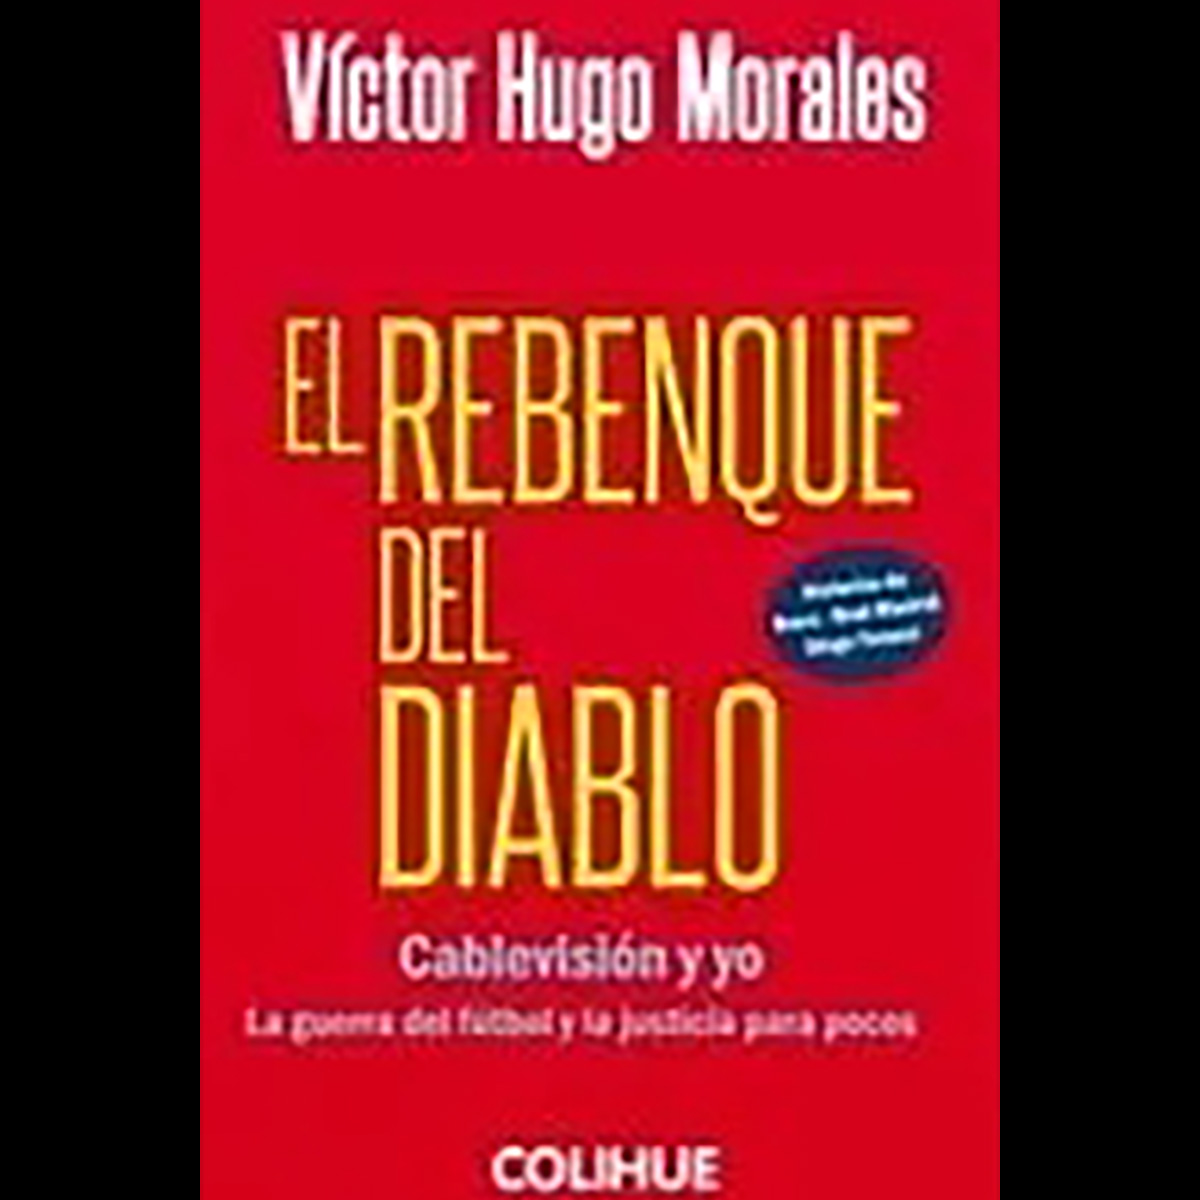 Víctor Hugo Morales
EL REBENQUE
DEL
DIABLO
Cablevisión y yo
La guerra del fútbol y la justicia para pocos
COLIHUE